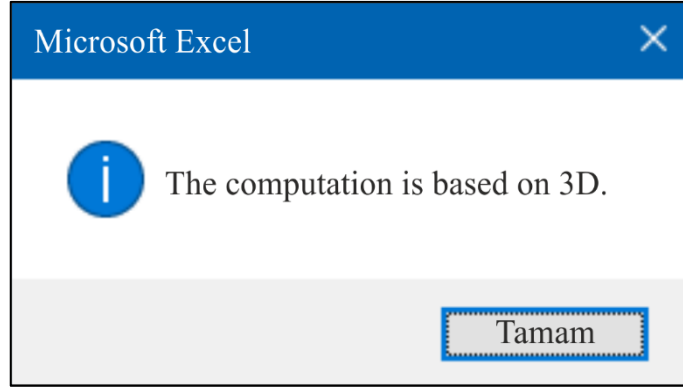 Microsoft Excel
The computation is based on 3D.
Tamam